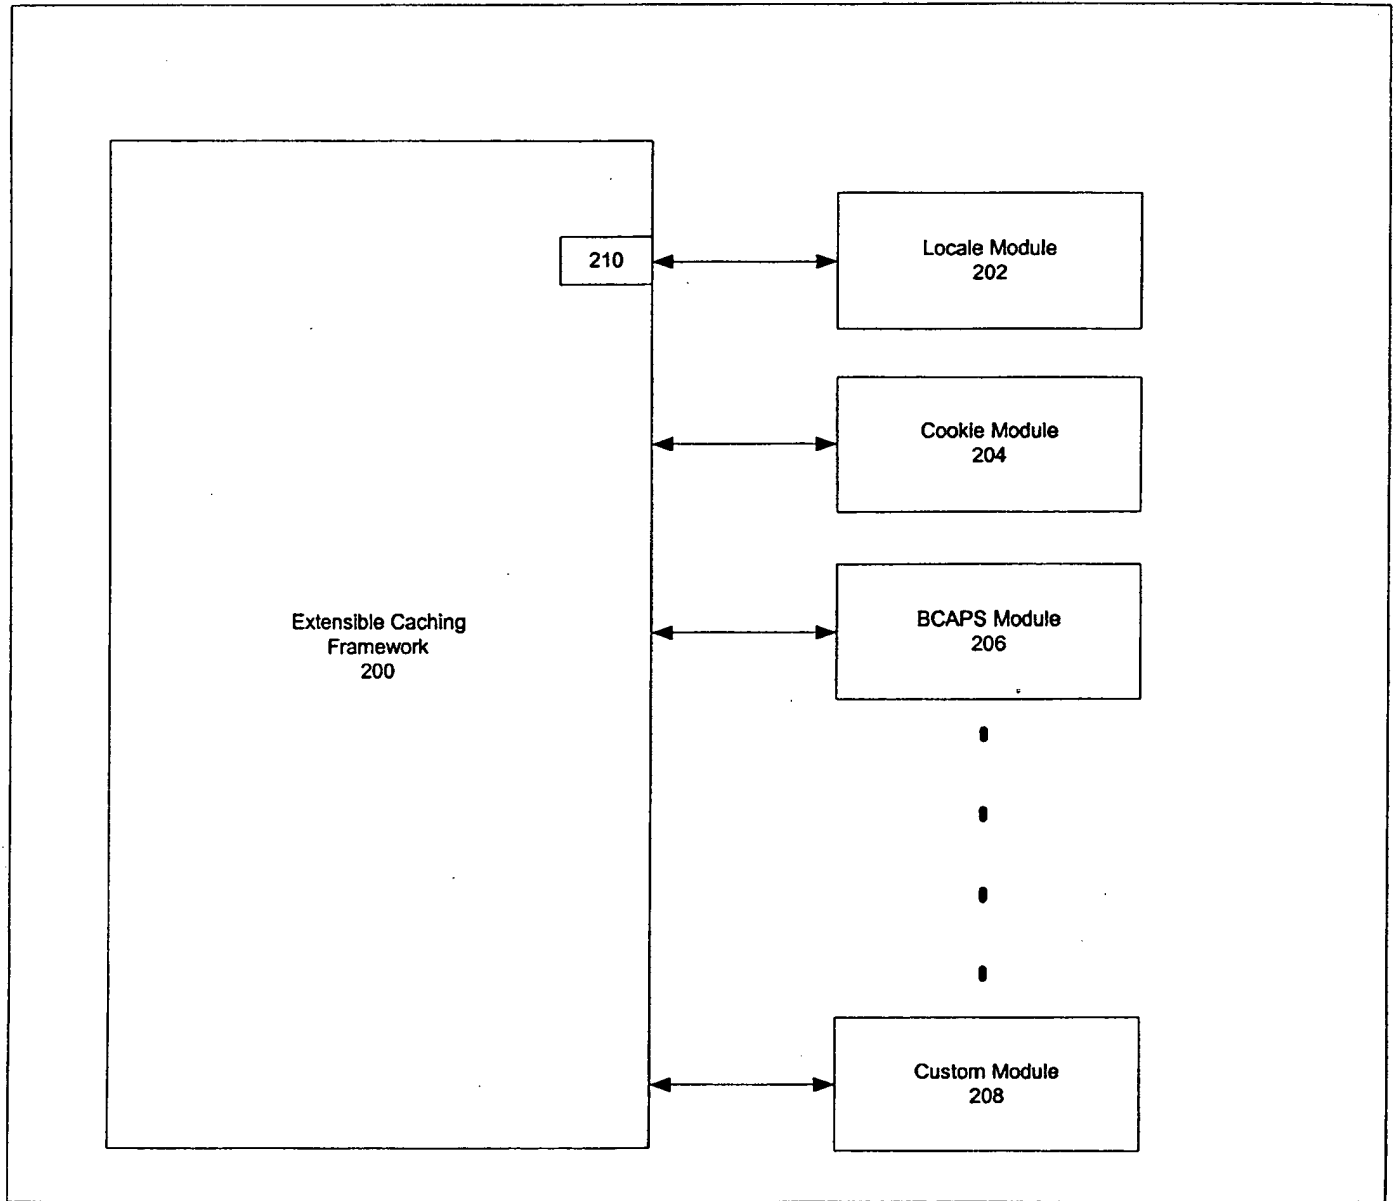 210
Locale Module
202
Cookie Module
204
Extensible Caching
Framework
200
BCAPS Module
206
Custom Module
208